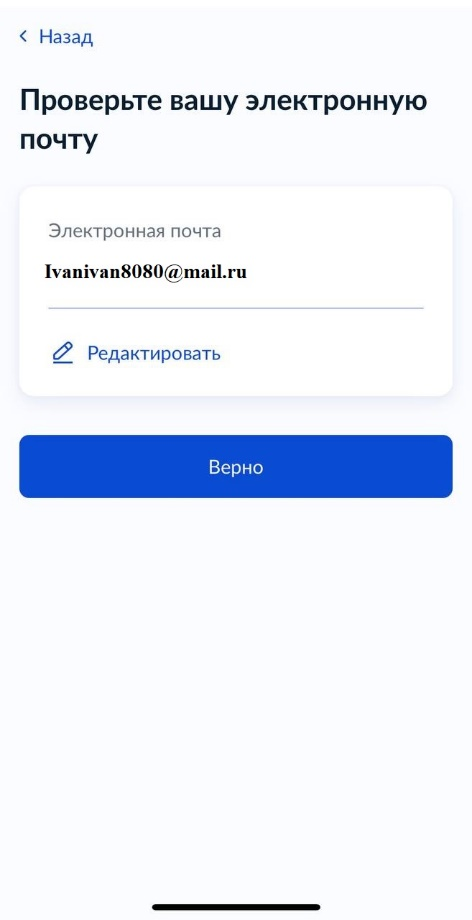 Назад
Проверьте вашу электронную
почту
Электронная почта
Ivanivan8080@mail.ru
Редактировать
Верно